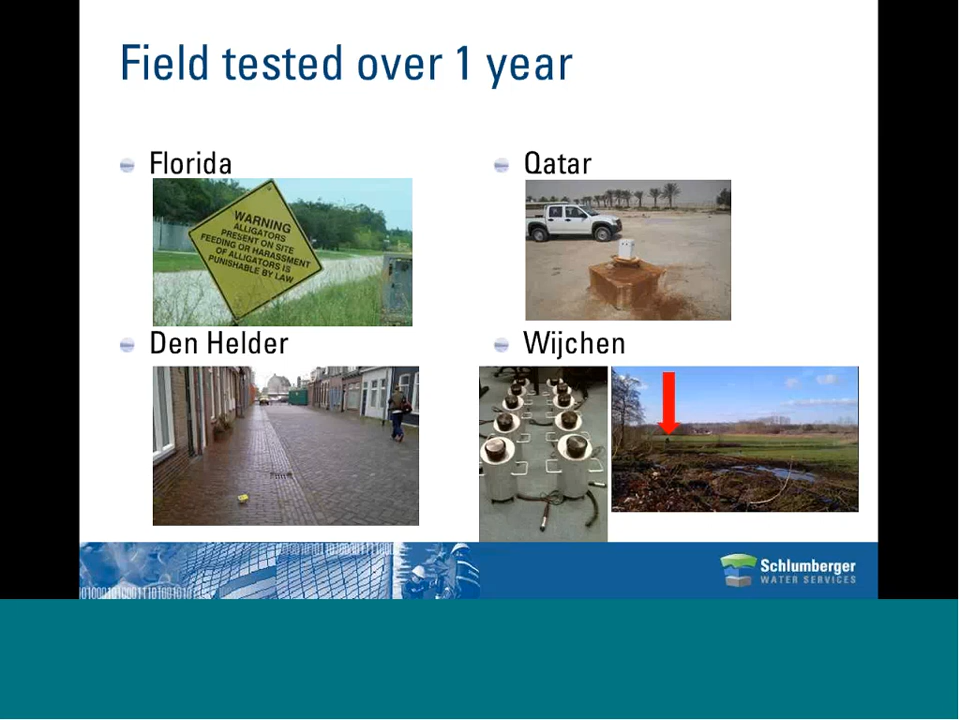 Field tested over 1 year
Florida
WARNING
ALLIGATORS
PRESENT ON SITE
FEEDING OR HARASSMENT
OF ALLIGATORS IS
PUNISHABLE BY LAW
Qatar
Den Helder
Wijchen
Schlumberger
WATER SERVICES